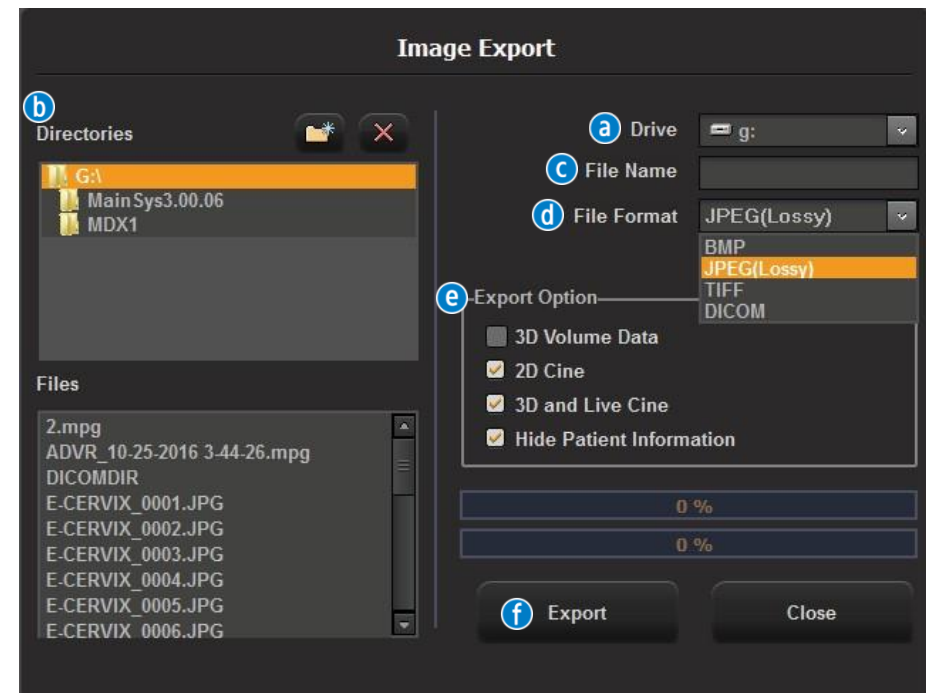 Image Export
b
Directories
G:\
MainSys3.00.06
MDX1
Files
2.mpg
ADVR_10-25-2016 3-44-26.mpg
DICOMDIR
E-CERVIX_0001.JPG
E-CERVIX_0002.JPG
E-CERVIX_0003.JPG
E-CERVIX_0004.JPG
E-CERVIX_0005.JPG
E-CERVIX_0006.JPG
a Drive g:
c File Name
d File Format JPEG(Lossy)
BMP
JPEG(Lossy)
TIFF
DICOM
e Export Option
3D Volume Data
2D Cine
3D and Live Cine
Hide Patient Information
0 %
0 %
f Export Close